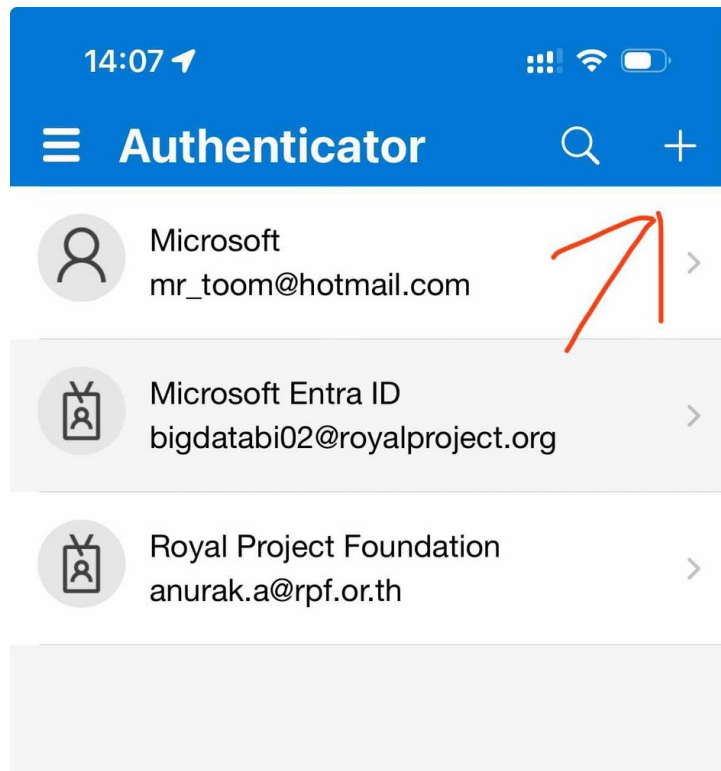 14:07
Authenticator
Microsoft
mr_toom@hotmail.com
Microsoft Entra ID
bigdatabi02@royalproject.org
Royal Project Foundation
anurak.a@rpf.or.th